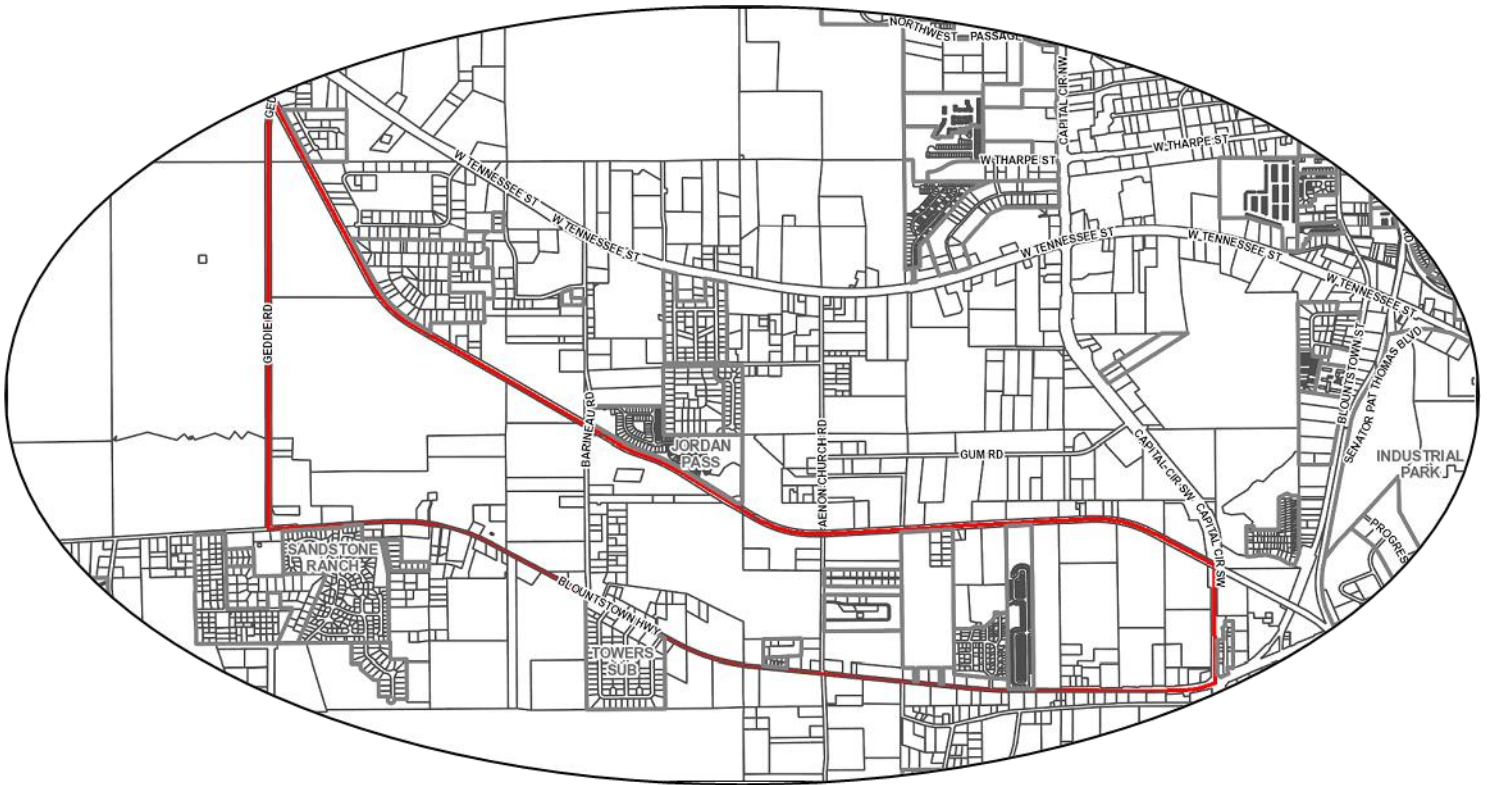 NORTHWEST PASSAGE
CAPITAL CIR NW
GED
W THARPE ST
W THARPE ST
W TENNESSEE ST
W TENNESSEE ST
W TENNESSEE ST
W TENNESSEE ST
W TENNESSEE ST
GEDDIE RD
BLOUNTSTOWN ST
SENATOR PAT THOMAS BLVD
BARINEAU RD
JORDAN
PASS
AENON CHURCH RD
GUM RD
CAPITAL CIR SW
CAPITAL CIR SW
INDUSTRIAL
PARK
PROGRES
SANDSTONE
RANCH
BLOUNTSTOWN HWY
TOWERS
SUB